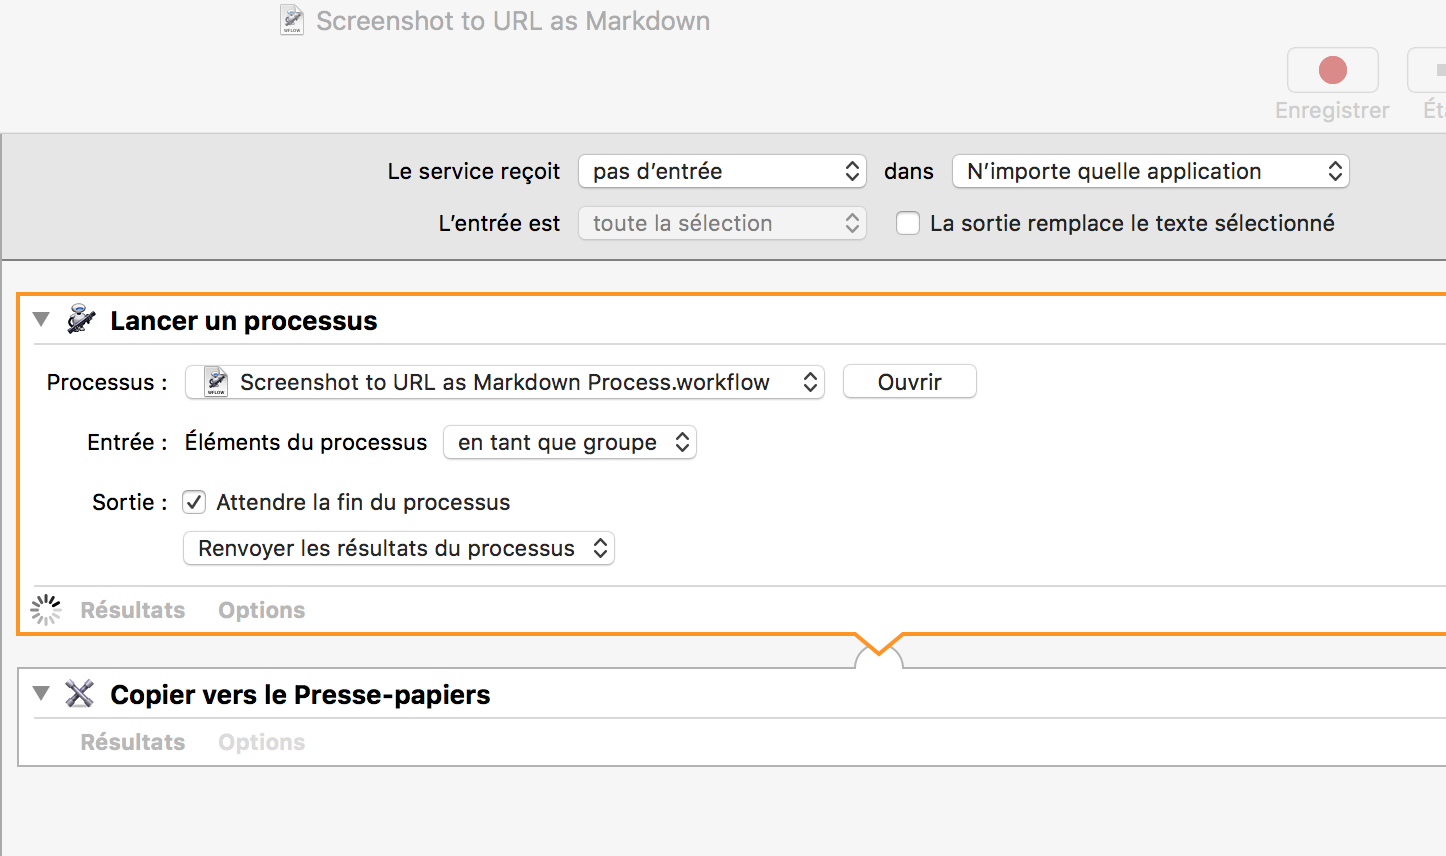 Screenshot to URL as Markdown
Enregistrer
Éta
Le service reçoit pas d’entrée dans N’importe quelle application
L’entrée est toute la sélection La sortie remplace le texte sélectionné
Lancer un processus
Processus : Screenshot to URL as Markdown Process.workflow Ouvrir
Entrée : Éléments du processus en tant que groupe
Sortie : Attendre la fin du processus
Renvoyer les résultats du processus
Résultats Options
Copier vers le Presse-papiers
Résultats Options